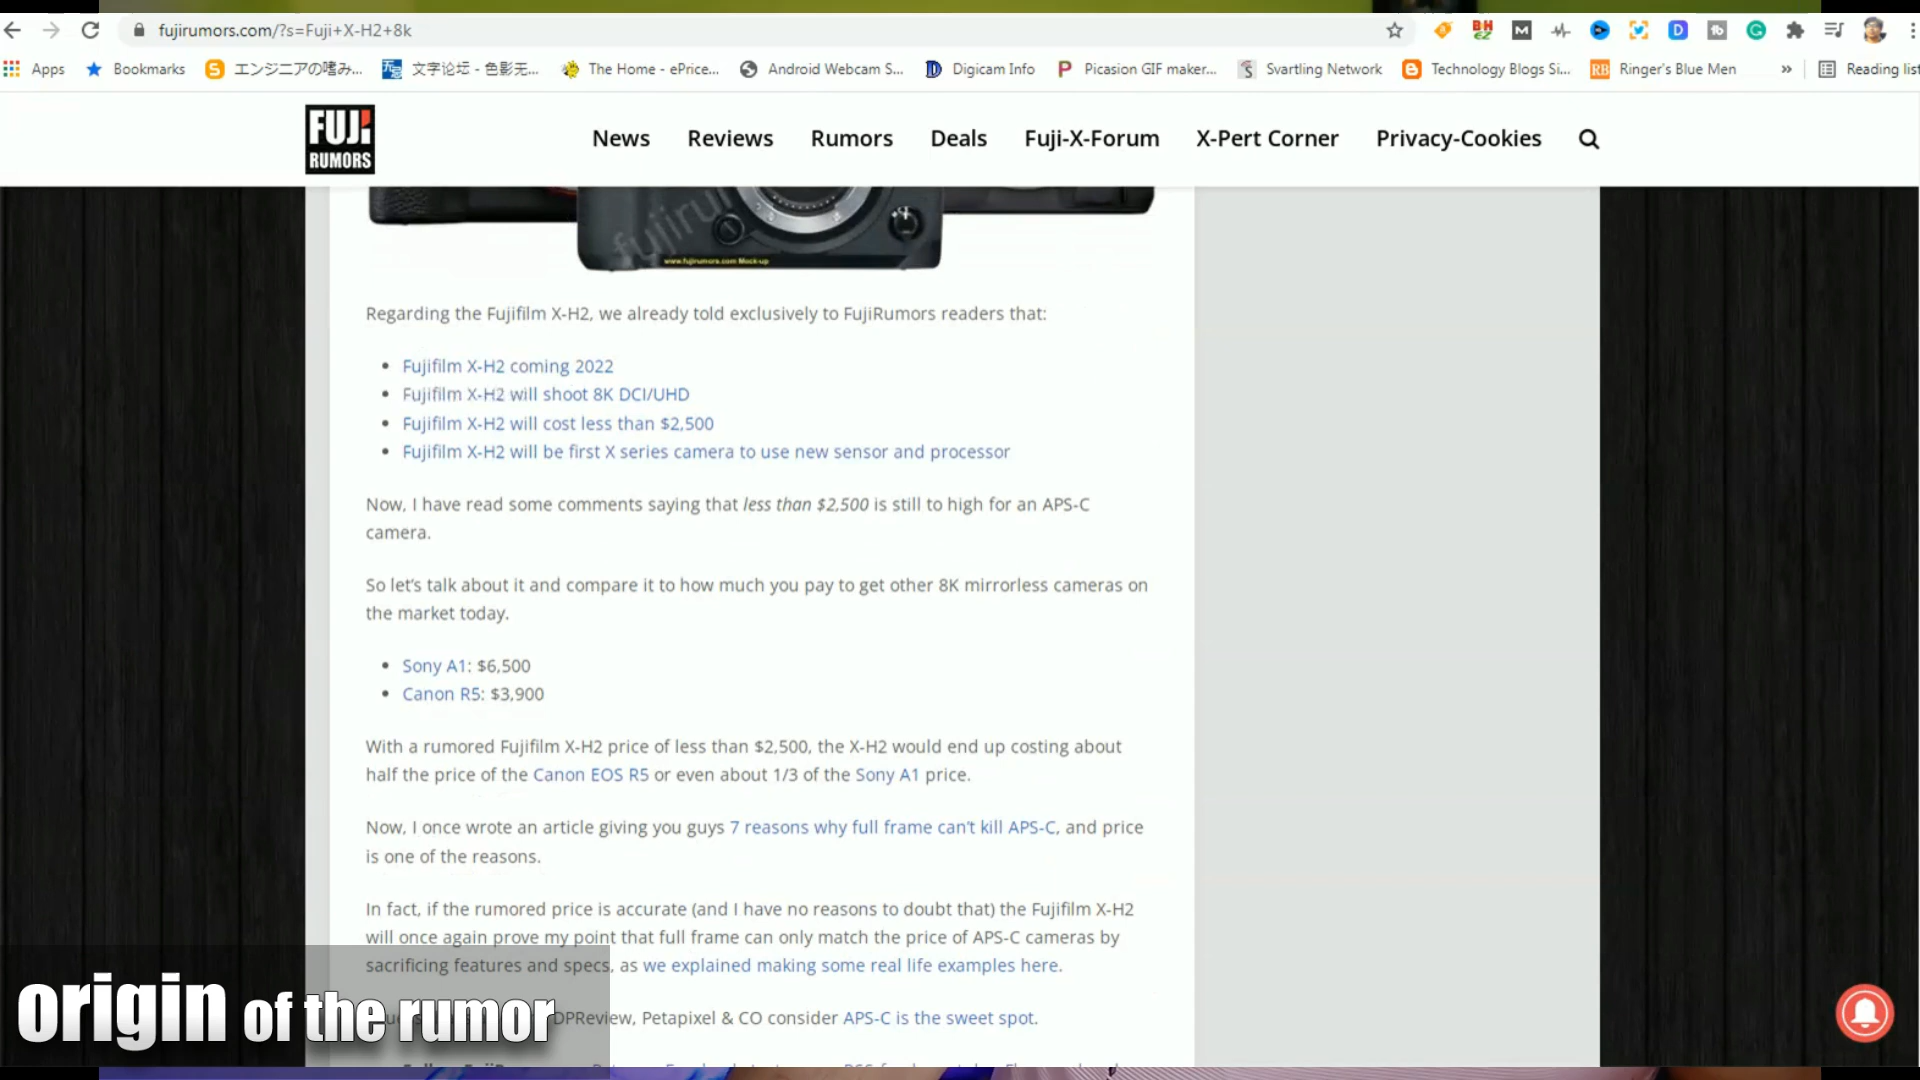 fujirumors.com/?s=Fuji+X-H2+8k
Apps Bookmarks エンジニアの嗜み... 文字论坛 - 色影无... The Home - ePrice... Android Webcam S... Digicam Info Picasion GIF maker... Svartling Network Technology Blogs Si... Ringer's Blue Men » Reading list
FUJi
RUMORS
News Reviews Rumors Deals Fuji-X-Forum X-Pert Corner Privacy-Cookies
www.fujirumors.com Mock-up
Regarding the Fujifilm X-H2, we already told exclusively to FujiRumors readers that:
• Fujifilm X-H2 coming 2022
• Fujifilm X-H2 will shoot 8K DCI/UHD
• Fujifilm X-H2 will cost less than $2,500
• Fujifilm X-H2 will be first X series camera to use new sensor and processor
Now, I have read some comments saying that less than $2,500 is still to high for an APS-C
camera.
So let's talk about it and compare it to how much you pay to get other 8K mirrorless cameras on
the market today.
• Sony A1: $6,500
• Canon R5: $3,900
With a rumored Fujifilm X-H2 price of less than $2,500, the X-H2 would end up costing about
half the price of the Canon EOS R5 or even about 1/3 of the Sony A1 price.
Now, I once wrote an article giving you guys 7 reasons why full frame can't kill APS-C, and price
is one of the reasons.
In fact, if the rumored price is accurate (and I have no reasons to doubt that) the Fujifilm X-H2
will once again prove my point that full frame can only match the price of APS-C cameras by
sacrificing features and specs, as we explained making some real life examples here.
DPReview, Petapixel & CO consider APS-C is the sweet spot.
origin of the rumor